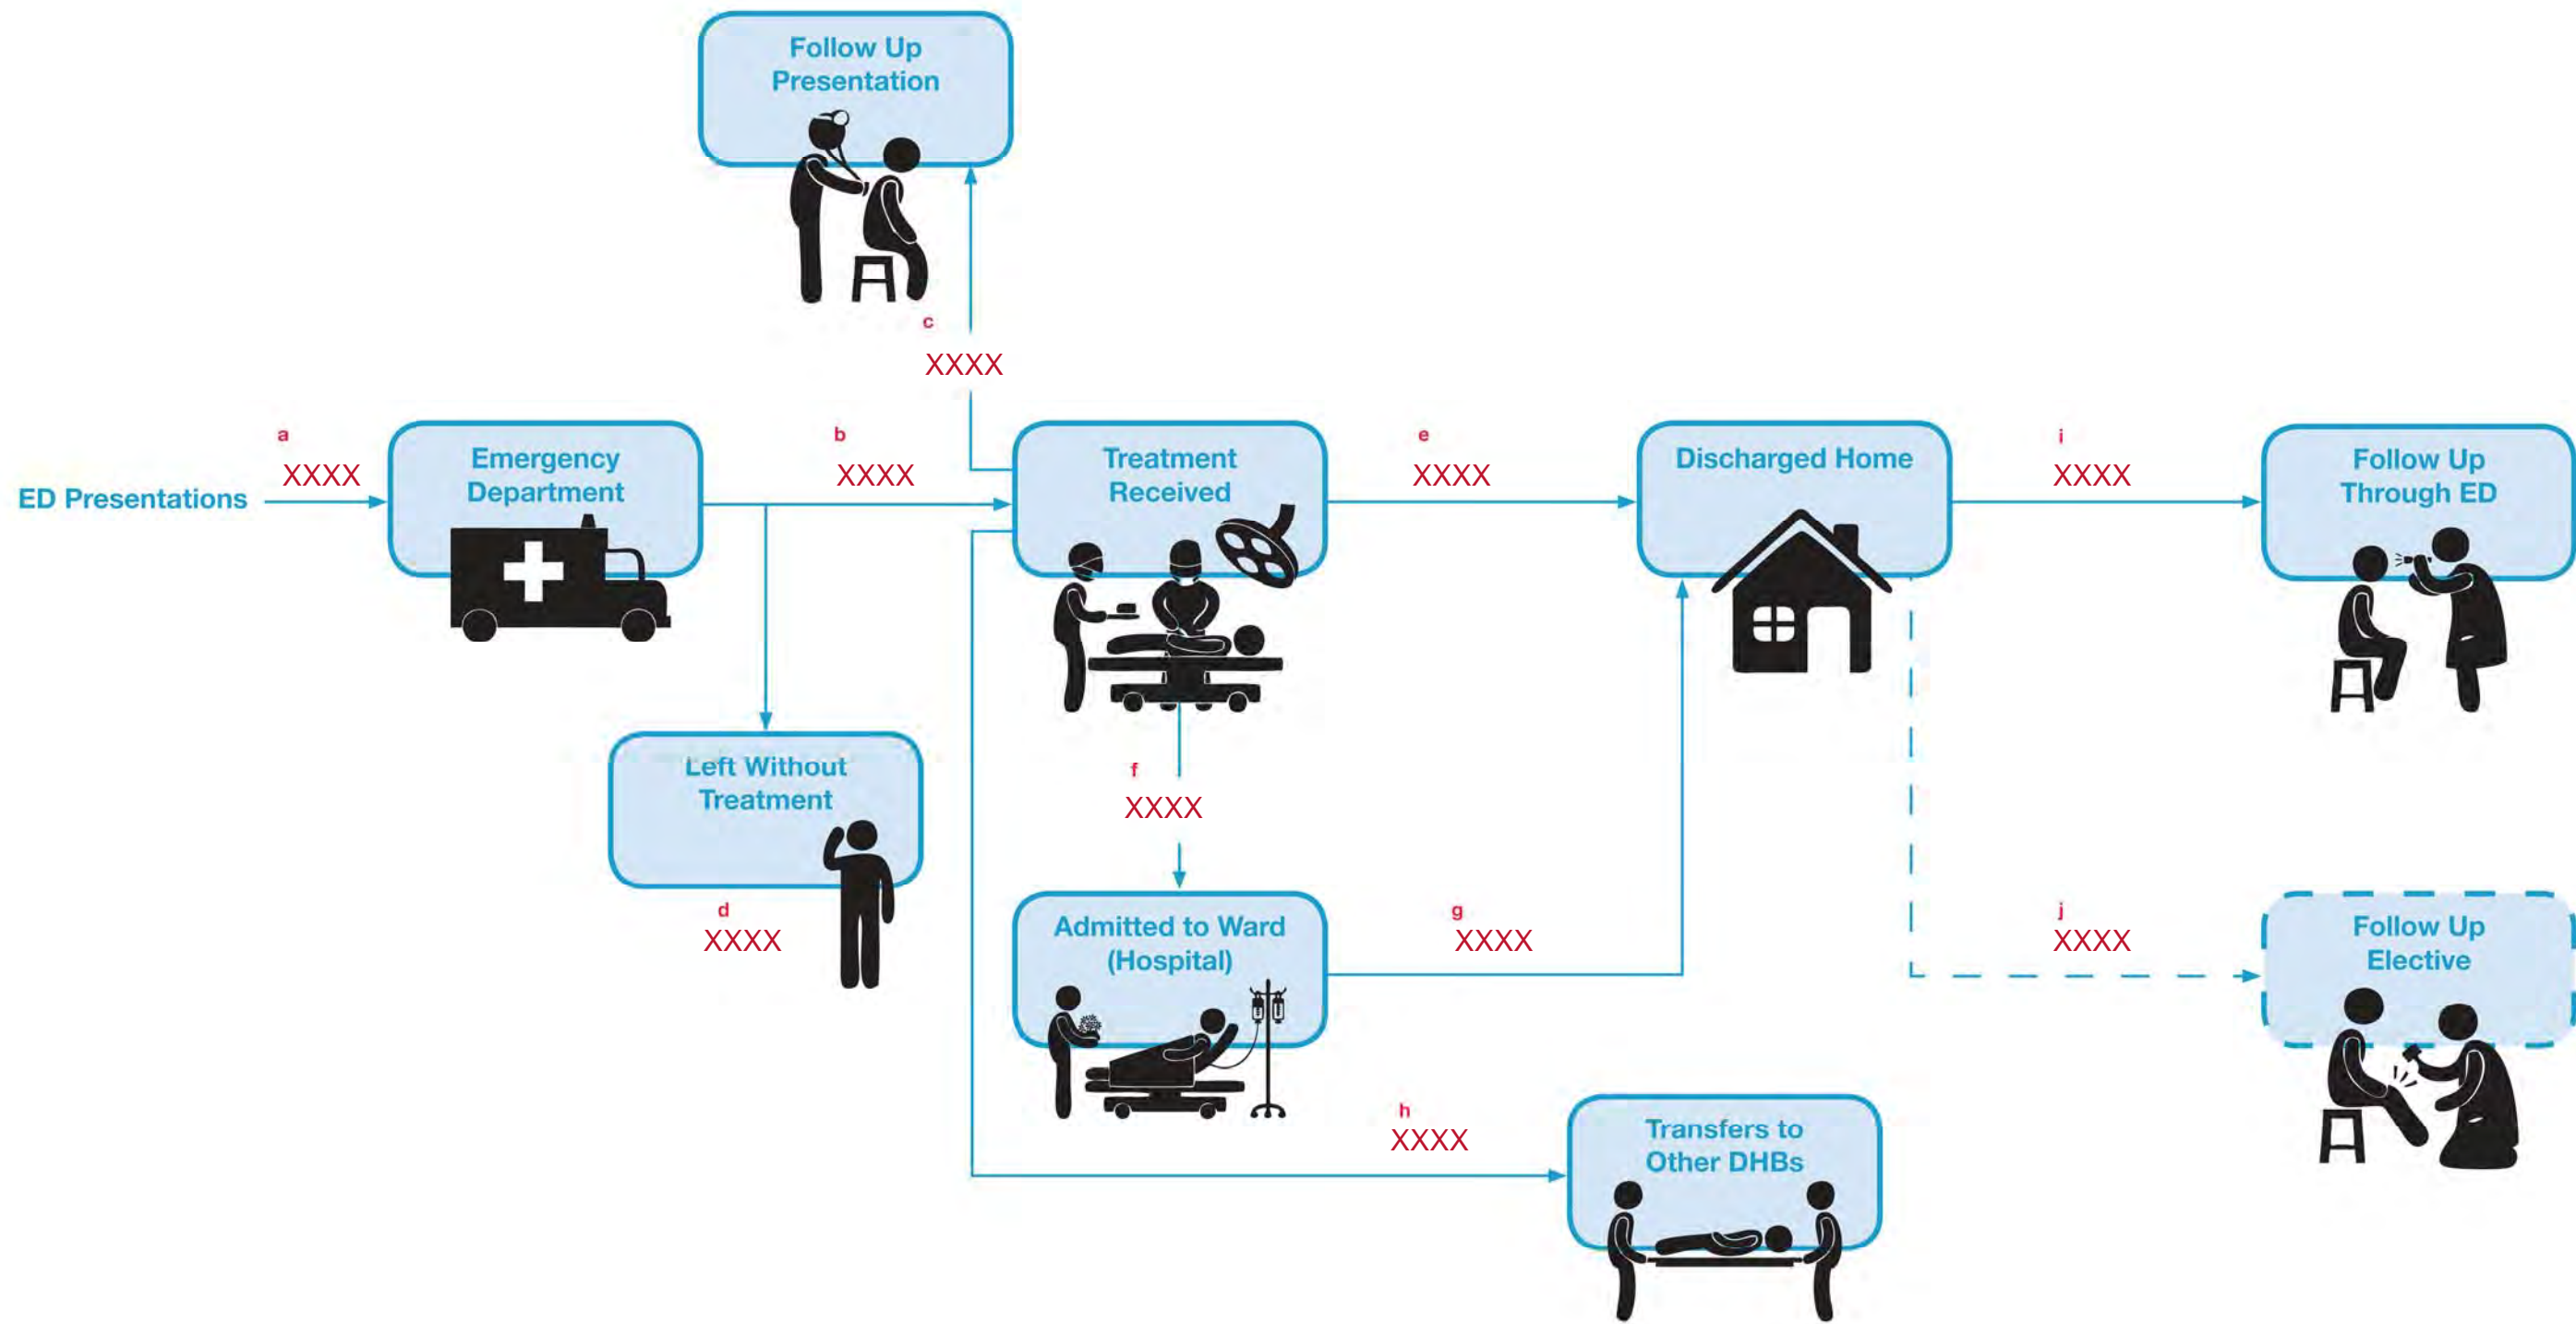 Follow Up
Presentation
c
XXXX
a
XXXX
ED Presentations
Emergency
Department
b
XXXX
Treatment
Received
e
XXXX
Discharged Home
i
XXXX
Follow Up
Through ED
Left Without
Treatment
d
XXXX
f
XXXX
Admitted to Ward
(Hospital)
g
XXXX
j
XXXX
Follow Up
Elective
h
XXXX
Transfers to
Other DHBs